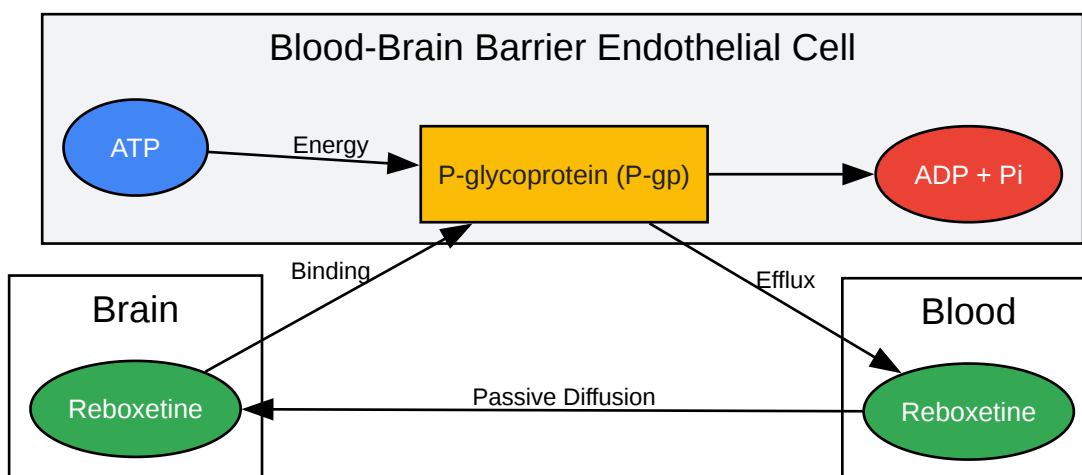 Blood-Brain Barrier Endothelial Cell
ATP
Energy
P-glycoprotein (P-gp)
ADP + Pi
Binding
Efflux
Brain
Blood
Reboxetine
Passive Diffusion
Reboxetine